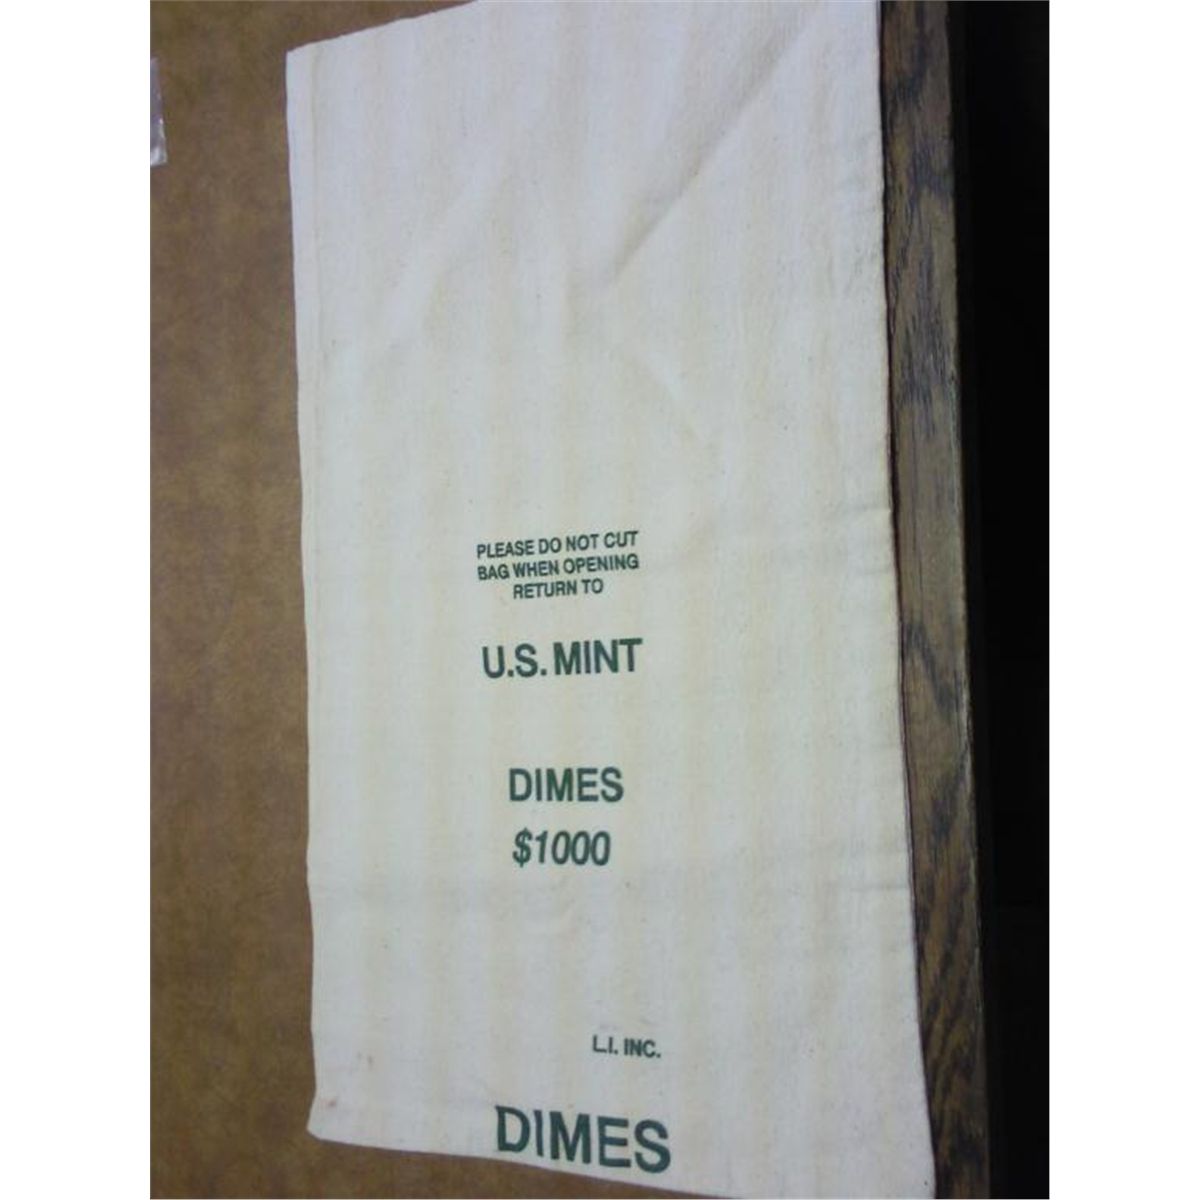 PLEASE DO NOT CUT
BAG WHEN OPENING
RETURN TO
U.S. MINT
DIMES
$1000
L.I. INC.
DIMES